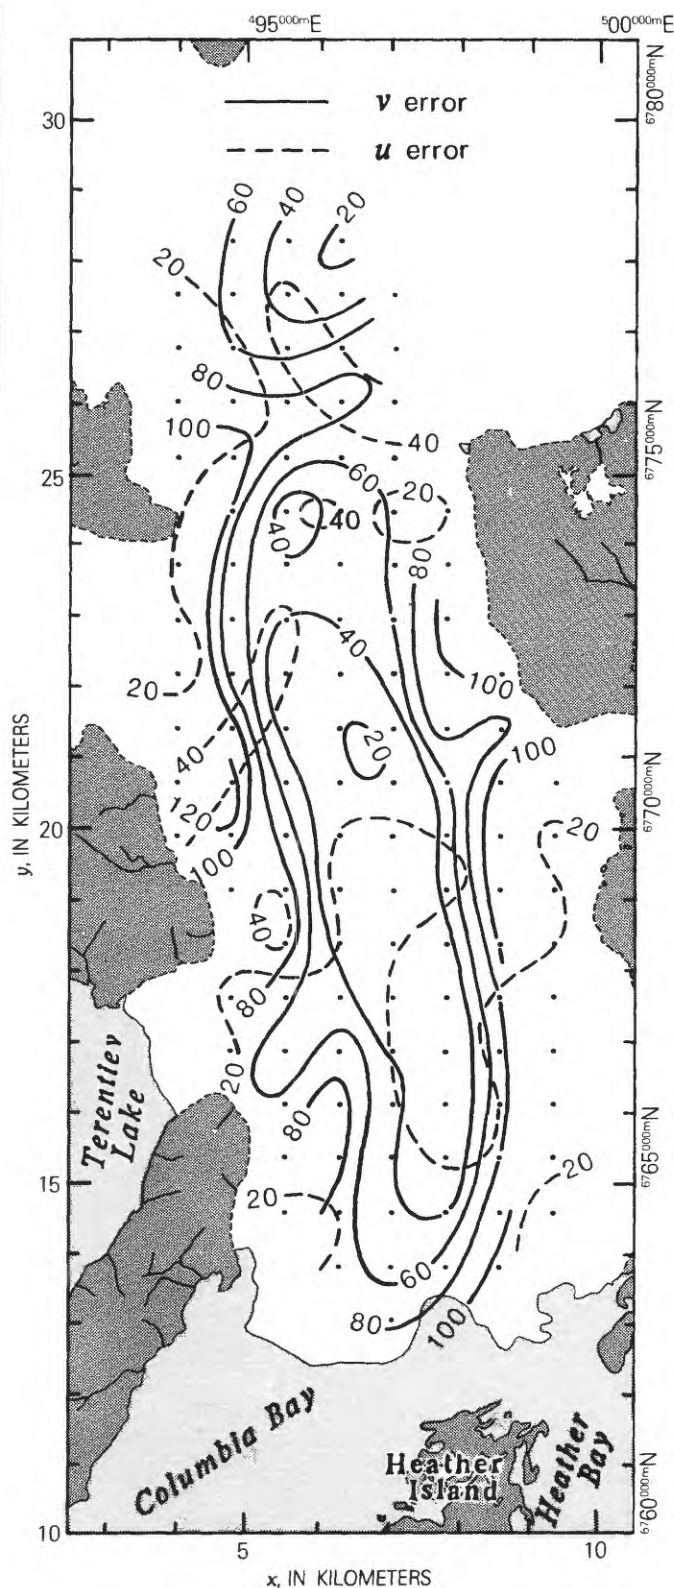 495000mE 500000mE
6780000mN
30
v error
u error
60 40 20
20
80
100
40
6775000mN
25
60 20
40 40
80
40
20 100
40
20 100
6770000mN
20
120
100
20
40
80
20
Terentiev
Lake
80
6765000mN
15
20 20
60
80 100
Columbia Bay
Heather
Island
Heather
Bay
6760000mN
10
5 10
y, IN KILOMETERS
x, IN KILOMETERS